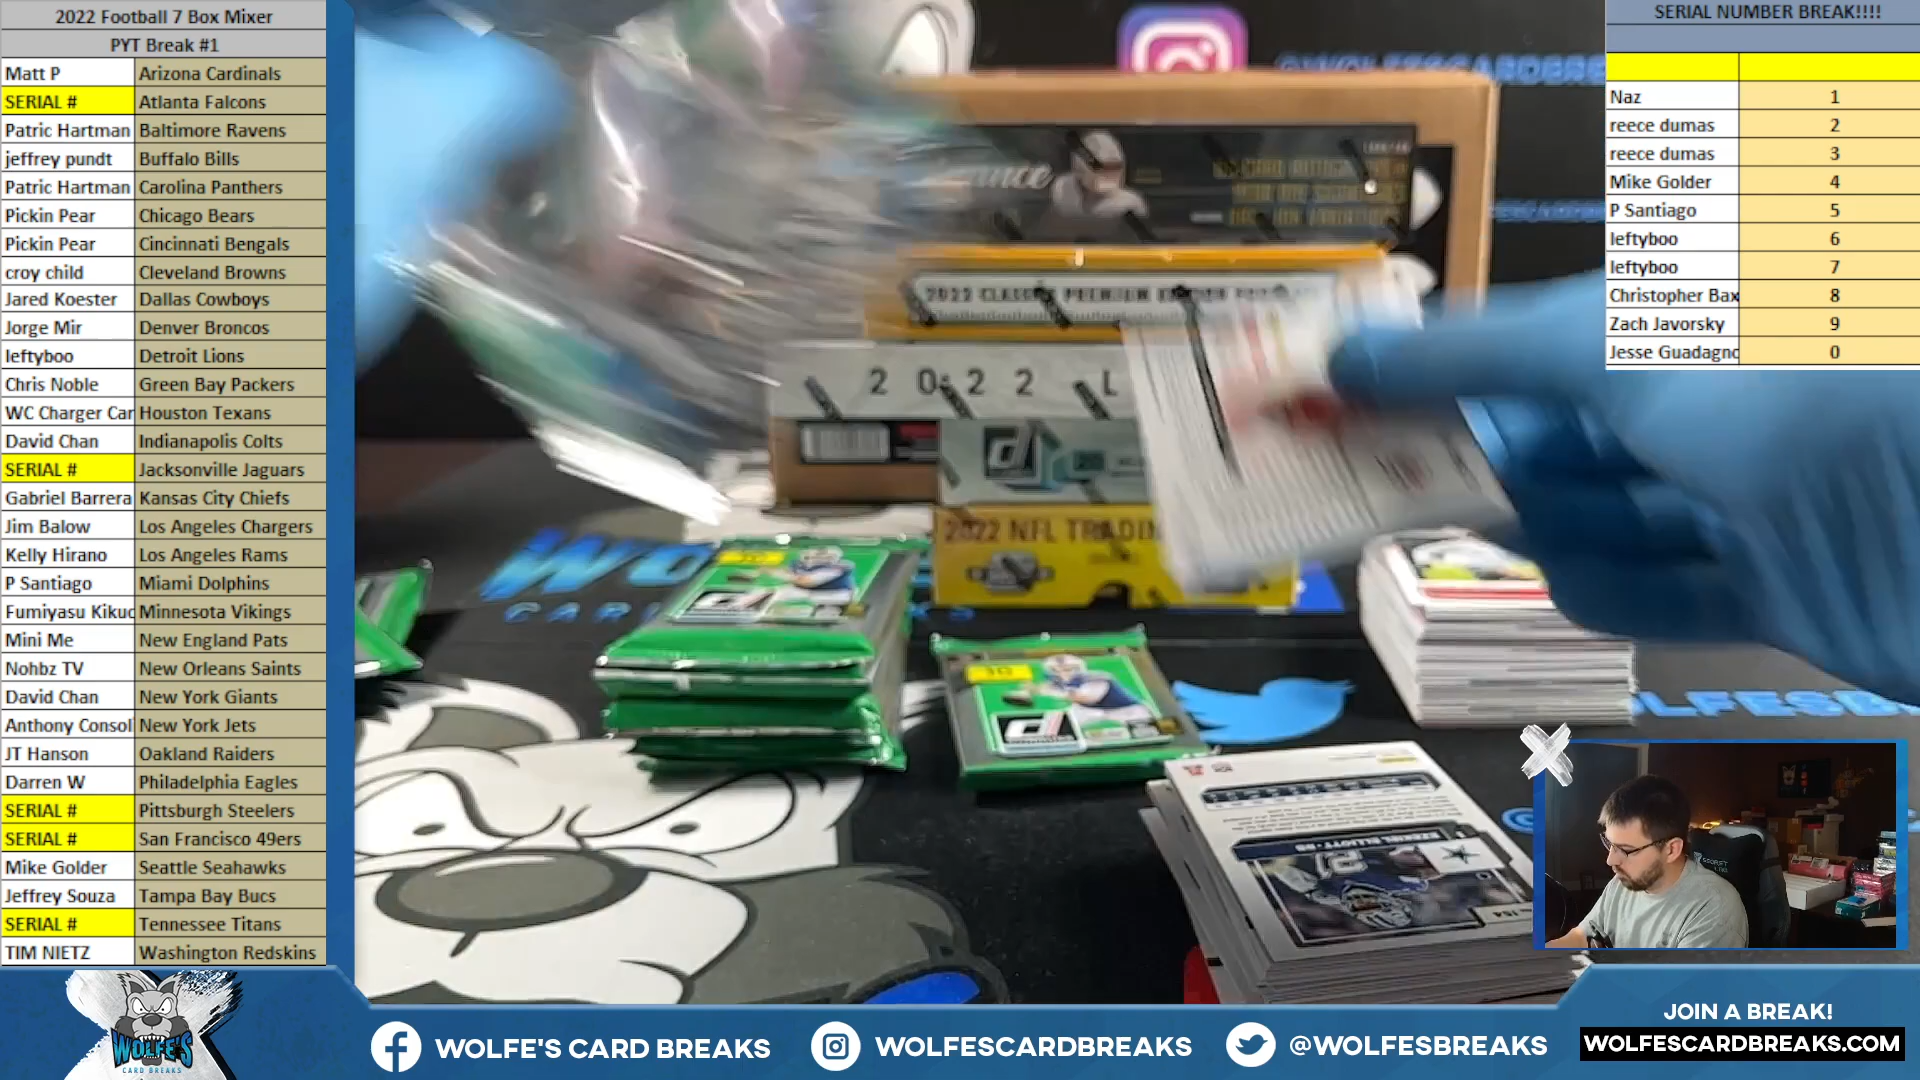 2022 Football 7 Box Mixer
PYT Break #1
Matt P Arizona Cardinals
SERIAL # Atlanta Falcons
Patric Hartman Baltimore Ravens
jeffrey pundt Buffalo Bills
Patric Hartman Carolina Panthers
Pickin Pear Chicago Bears
Pickin Pear Cincinnati Bengals
croy child Cleveland Browns
Jared Koester Dallas Cowboys
Jorge Mir Denver Broncos
leftyboo Detroit Lions
Chris Noble Green Bay Packers
WC Charger Car Houston Texans
David Chan Indianapolis Colts
SERIAL # Jacksonville Jaguars
Gabriel Barrera Kansas City Chiefs
Jim Balow Los Angeles Chargers
Kelly Hirano Los Angeles Rams
P Santiago Miami Dolphins
Fumiyasu Kikuc Minnesota Vikings
Mini Me New England Pats
Nohbz TV New Orleans Saints
David Chan New York Giants
Anthony Consol New York Jets
JT Hanson Oakland Raiders
Darren W Philadelphia Eagles
SERIAL # Pittsburgh Steelers
SERIAL # San Francisco 49ers
Mike Golder Seattle Seahawks
Jeffrey Souza Tampa Bay Bucs
SERIAL # Tennessee Titans
TIM NIETZ Washington Redskins
SERIAL NUMBER BREAK!!!!
Naz 1
reece dumas 2
reece dumas 3
Mike Golder 4
P Santiago 5
leftyboo 6
leftyboo 7
Christopher Bax 8
Zach Javorsky 9
Jesse Guadagno 0
2022 L
2022 NFL TRADIN
WOLFE'S
CARD BREAKS
WOLFE'S CARD BREAKS
WOLFESCARDBREAKS
@WOLFESBREAKS
JOIN A BREAK!
WOLFESCARDBREAKS.COM